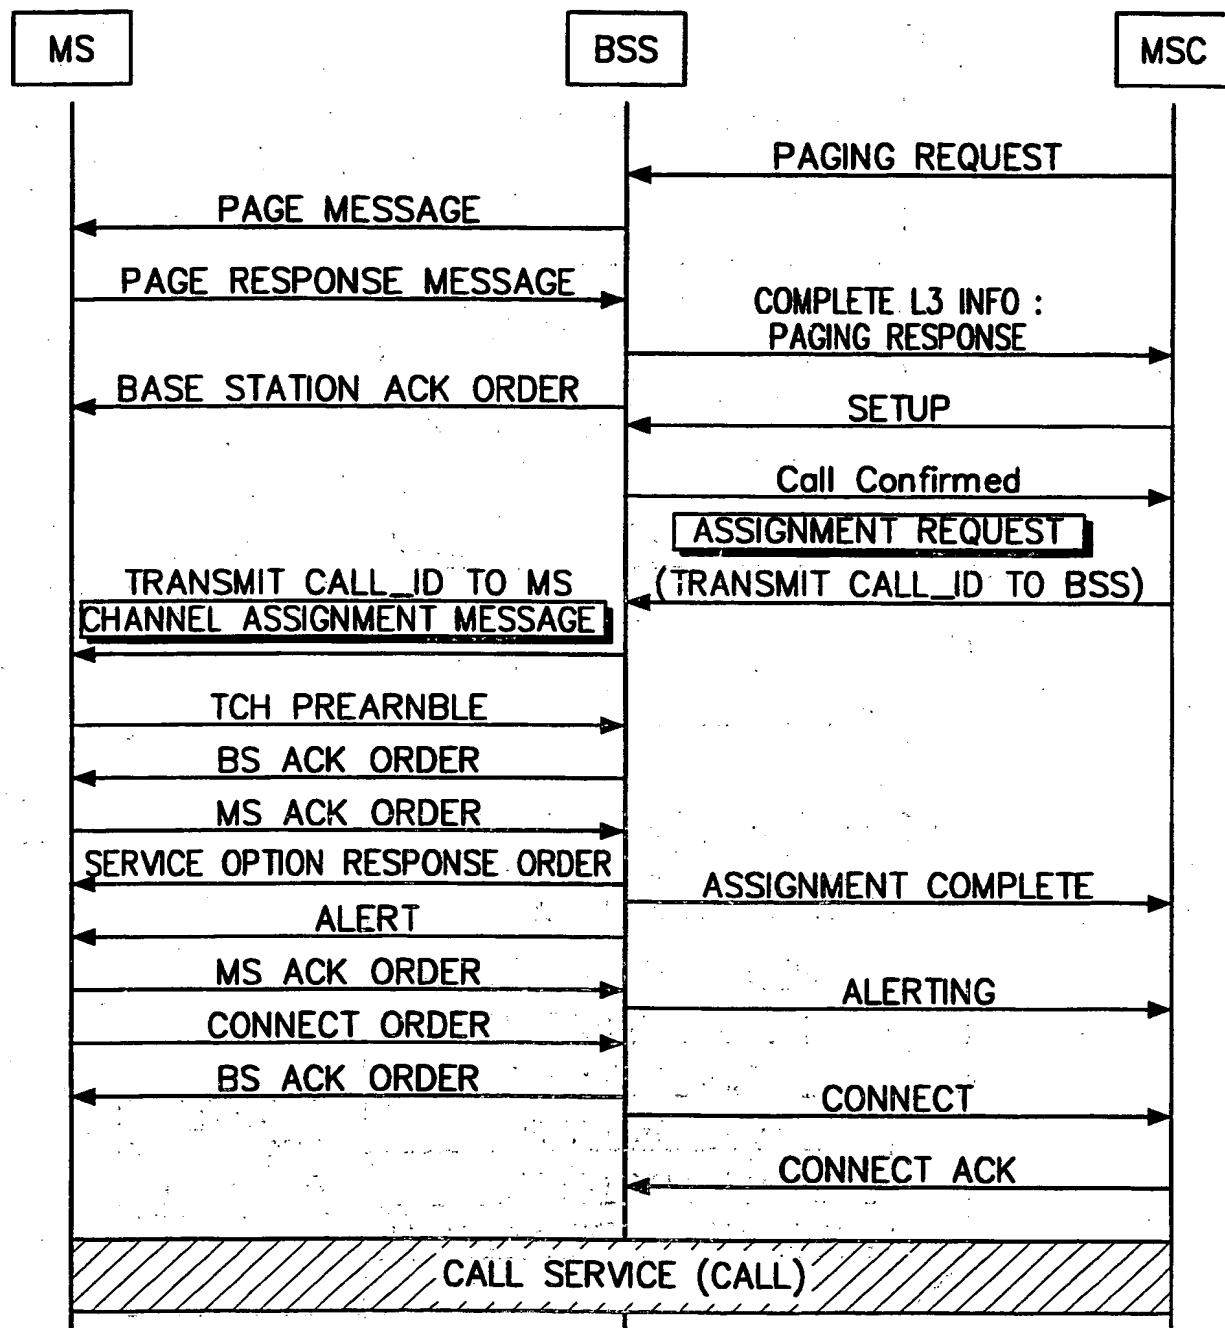 MS
BSS
MSC
PAGING REQUEST
PAGE MESSAGE
PAGE RESPONSE MESSAGE
COMPLETE L3 INFO :
PAGING RESPONSE
BASE STATION ACK ORDER
SETUP
Call Confirmed
ASSIGNMENT REQUEST
(TRANSMIT CALL_ID TO BSS)
TRANSMIT CALL_ID TO MS
CHANNEL ASSIGNMENT MESSAGE
TCH PREARNBLE
BS ACK ORDER
MS ACK ORDER
SERVICE OPTION RESPONSE ORDER
ASSIGNMENT COMPLETE
ALERT
MS ACK ORDER
ALERTING
CONNECT ORDER
BS ACK ORDER
CONNECT
CONNECT ACK
CALL SERVICE (CALL)